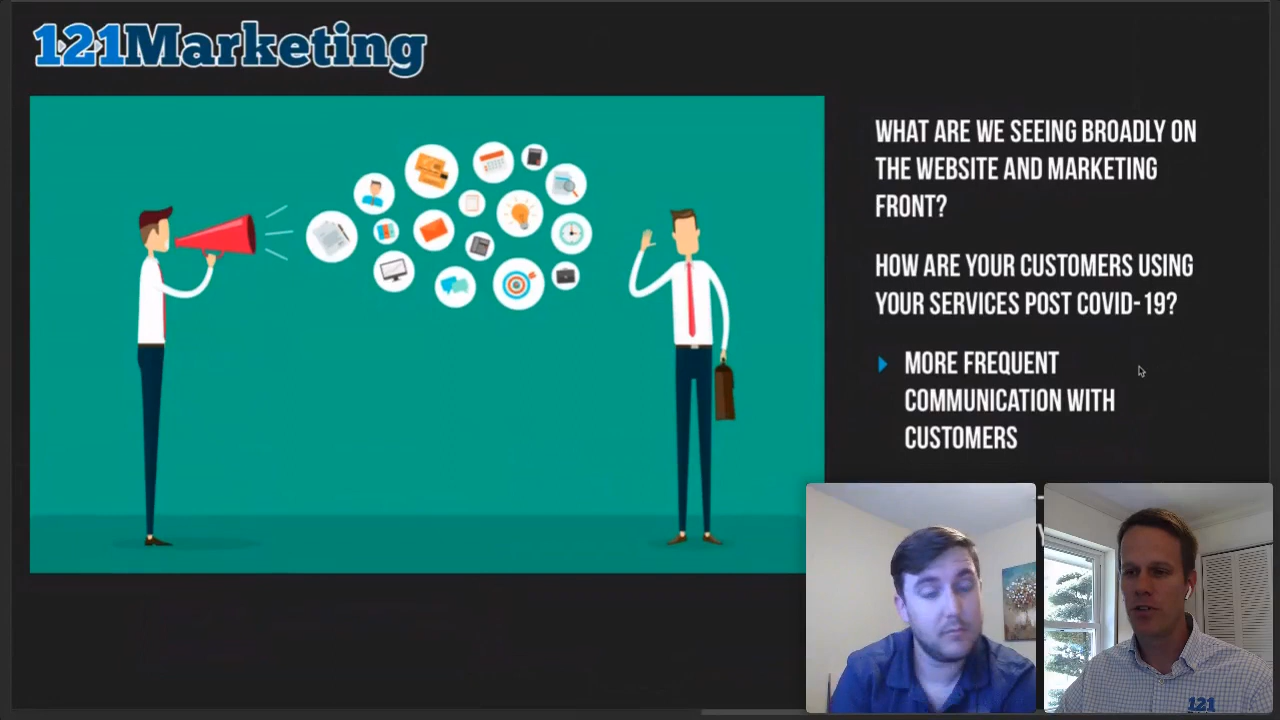 121Marketing
WHAT ARE WE SEEING BROADLY ON
THE WEBSITE AND MARKETING
FRONT?
HOW ARE YOUR CUSTOMERS USING
YOUR SERVICES POST COVID-19?
MORE FREQUENT
COMMUNICATION WITH
CUSTOMERS
121